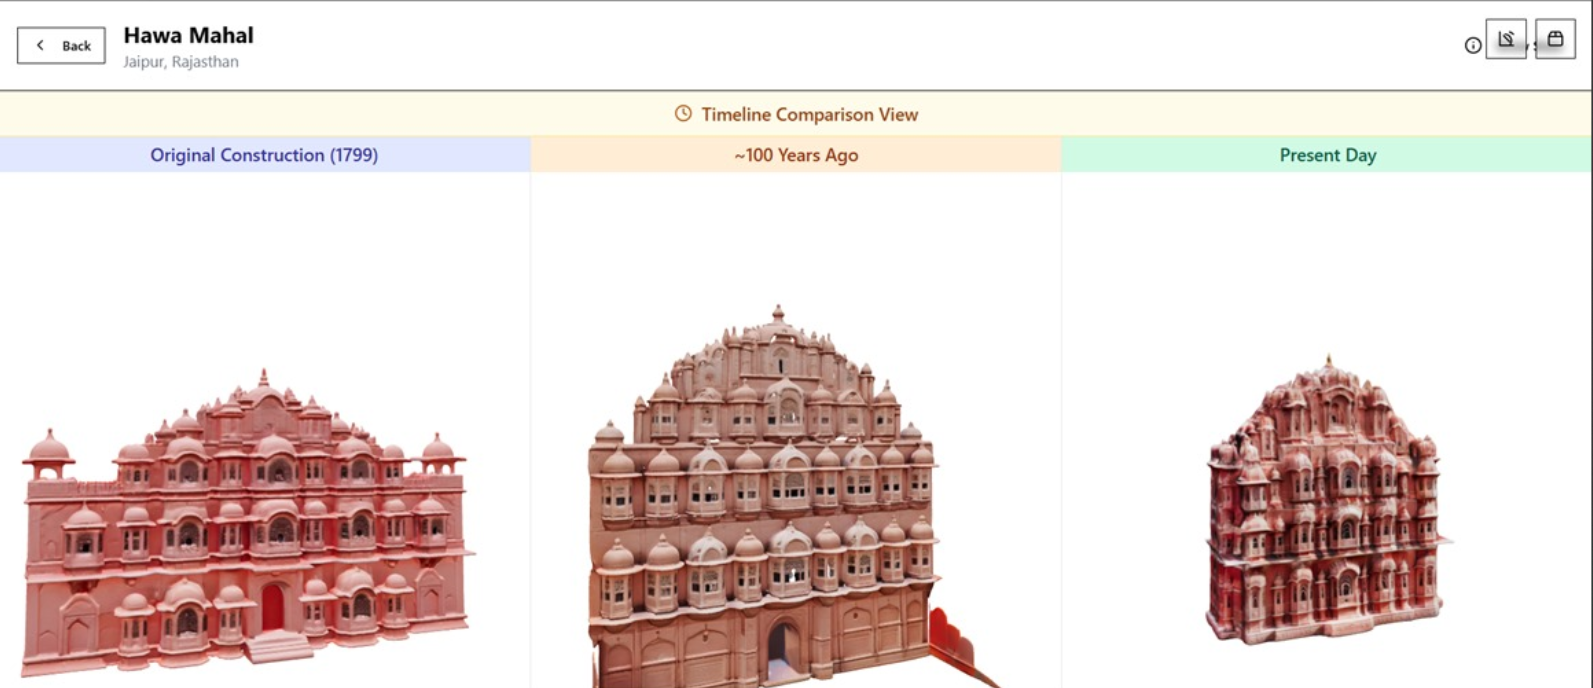 Back
Hawa Mahal
Jaipur, Rajasthan
Timeline Comparison View
Original Construction (1799)
~100 Years Ago
Present Day